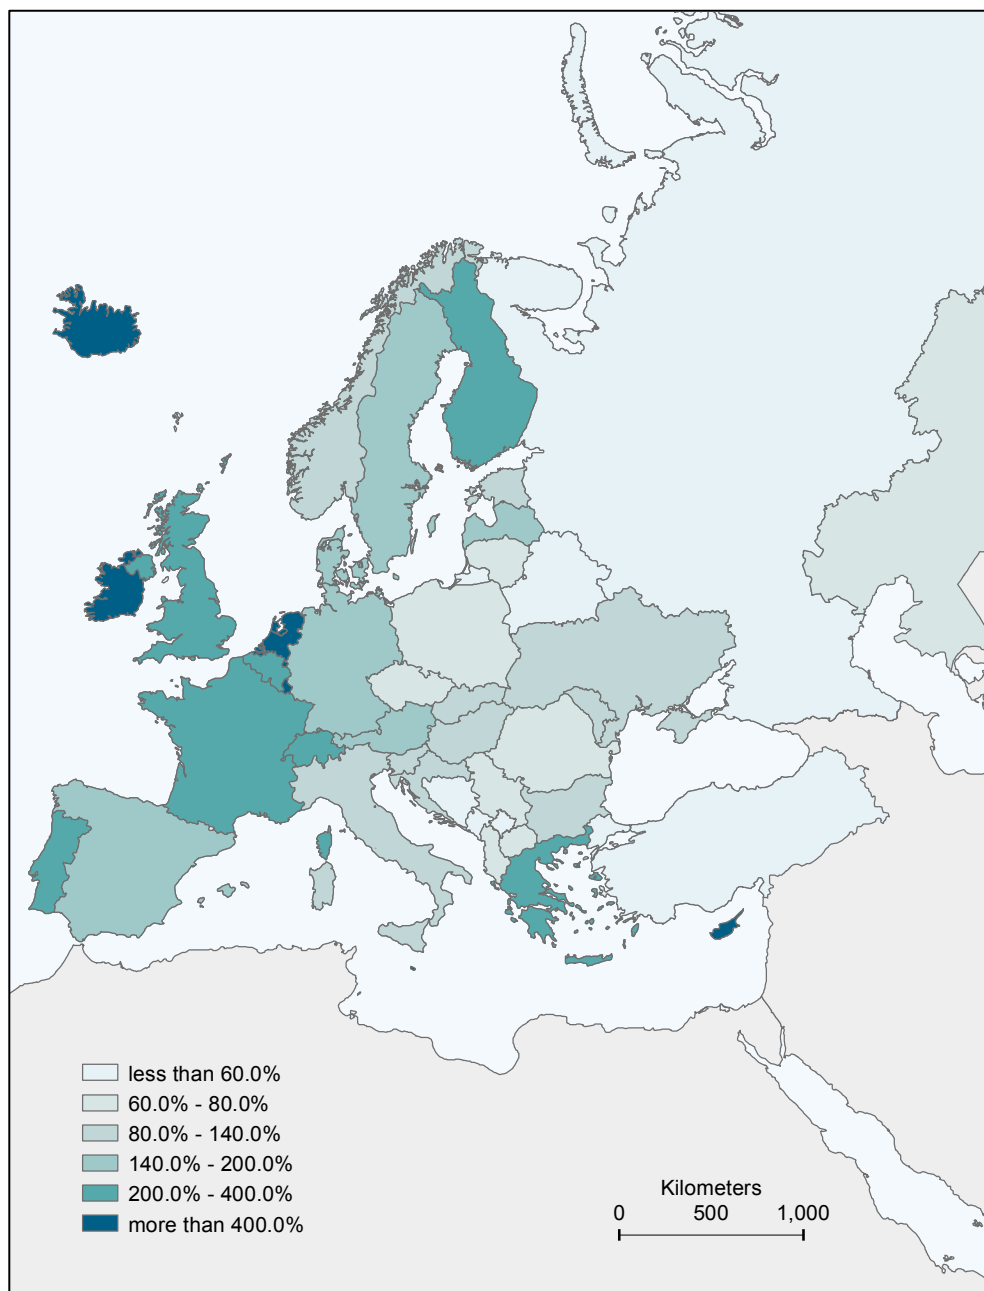 less than 60.0%
60.0% - 80.0%
80.0% - 140.0%
140.0% - 200.0%
200.0% - 400.0%
more than 400.0%
Kilometers
0 500 1,000